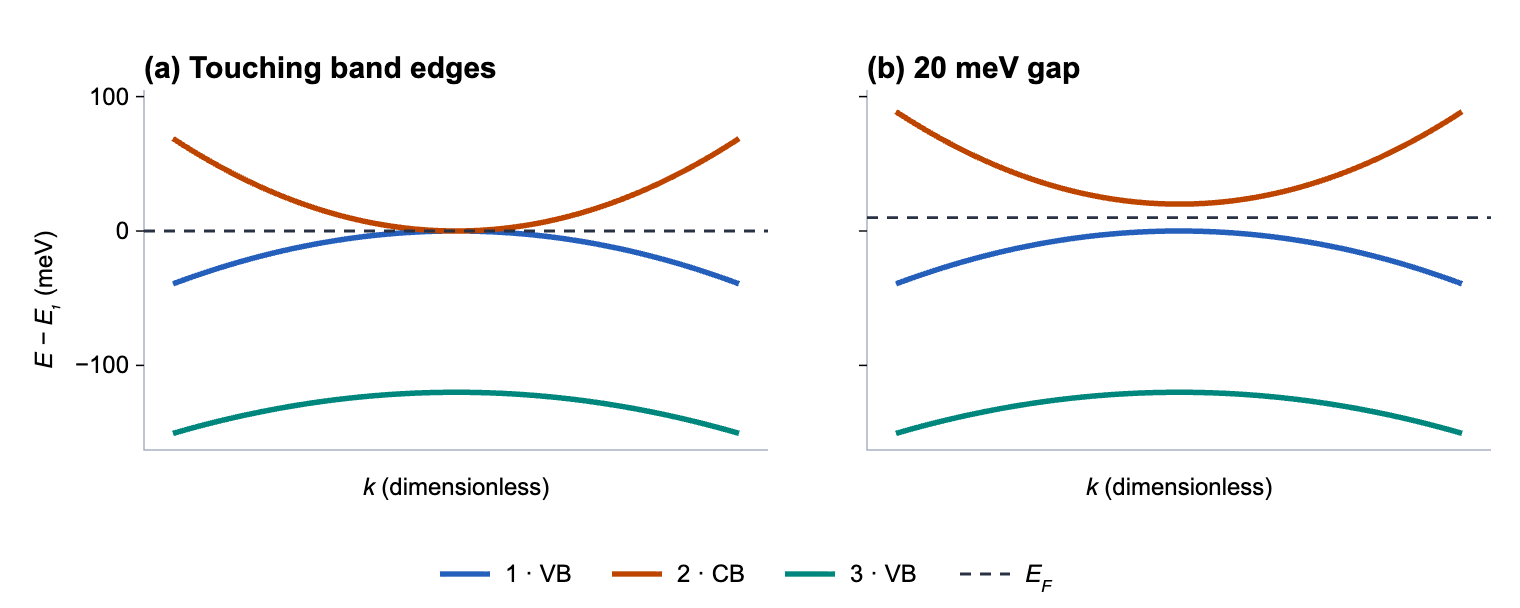 (a) Touching band edges
(b) 20 meV gap
100
0
−100
E − E₁ (meV)
k (dimensionless)
k (dimensionless)
1 · VB
2 · CB
3 · VB
E_F